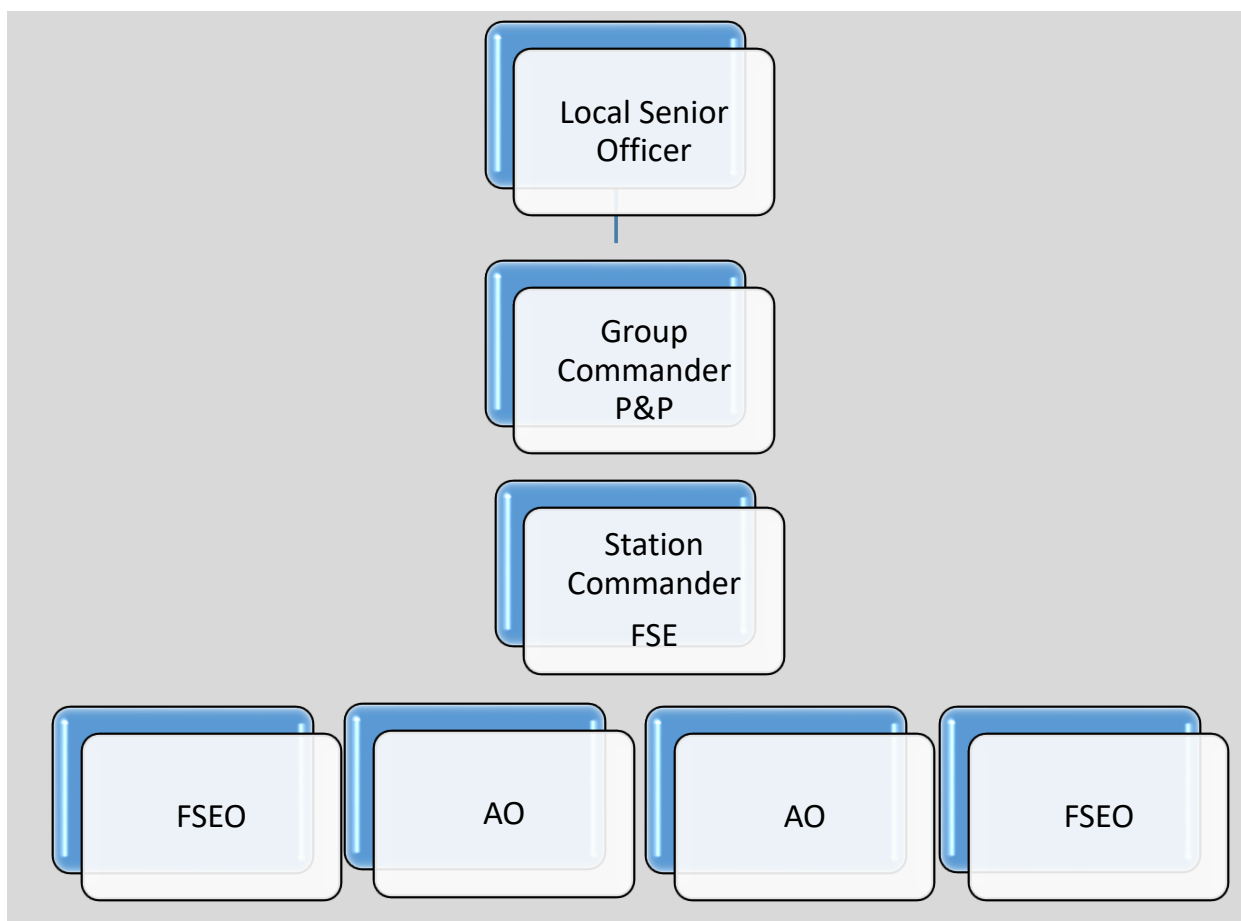 Local Senior
Officer
Group
Commander
P&P
Station
Commander
FSE
FSEO
AO
AO
FSEO